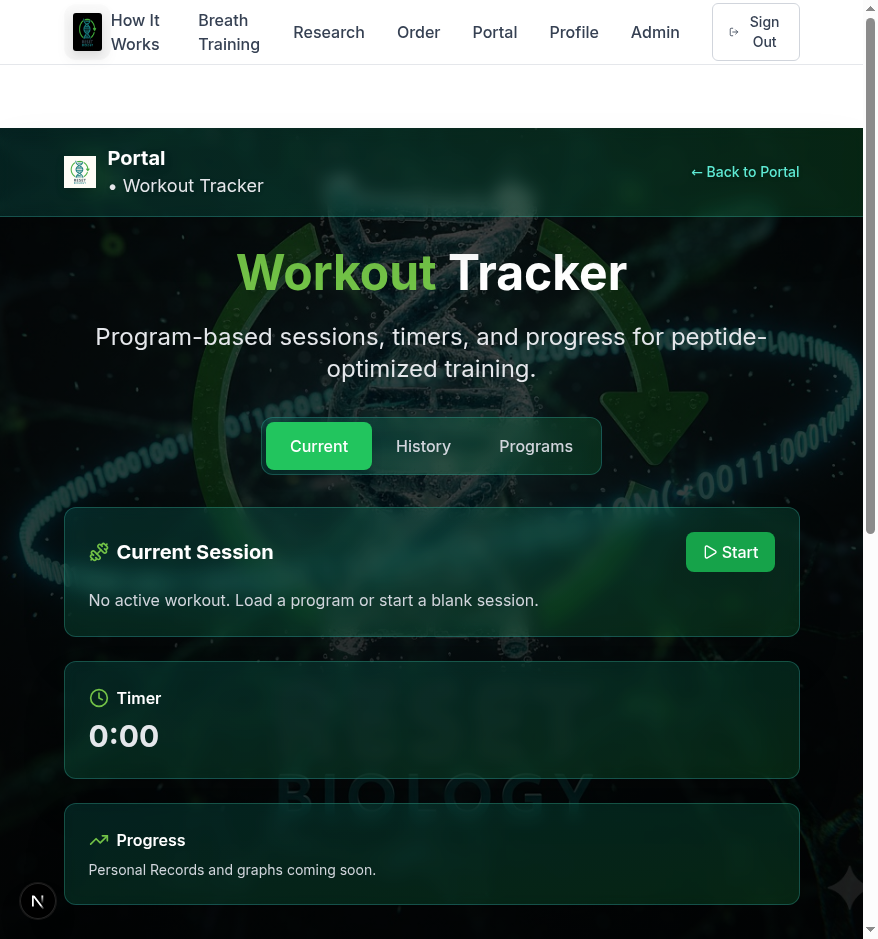 How It
Works
Breath
Training
Research
Order
Portal
Profile
Admin
Sign
Out
Portal
• Workout Tracker
← Back to Portal
Workout Tracker
Program-based sessions, timers, and progress for peptide-
optimized training.
Current
History
Programs
Current Session
Start
No active workout. Load a program or start a blank session.
Timer
0:00
BIOLOGY
Progress
Personal Records and graphs coming soon.
N